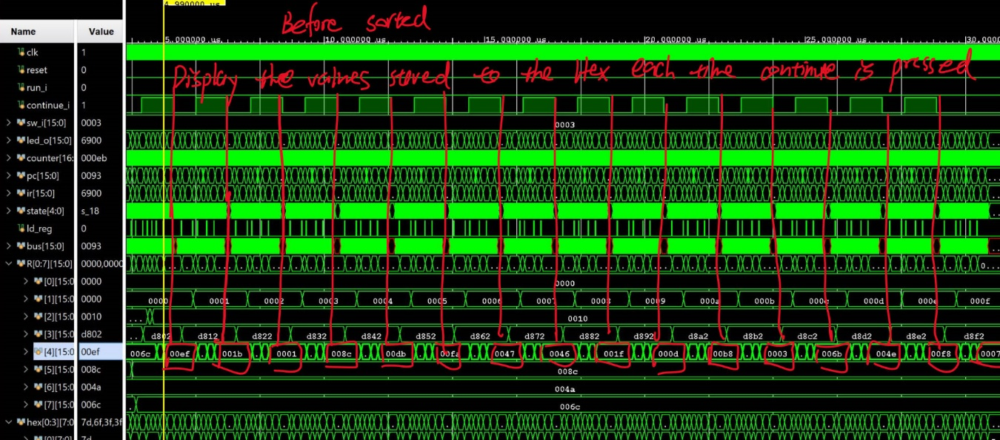 4.990000 us
Before sorted
Name Value
5.000000 us 10.000000 us 15.000000 us 20.000000 us 25.000000 us 30.0000
clk 1
reset 0
Display the values stored to the Hex each time continue is pressed
run_i 0
continue_i 1
sw_i[15:0] 0003 0003
led_o[15:0] 6900
counter[16: 000eb
pc[15:0] 0093
ir[15:0] 6900
state[4:0] s_18
ld_reg 0
bus[15:0] 0093
R[0:7][15:0] 0000,0000 0...
[0][15:0 0000 0000
[1][15:0 0000 0000 0001 0002 0003 0004 0005 0006 0007 0008 0009 000a 000b 000c 000d 000e 000f
[2][15:0 0010 ... 0010
[3][15:0 d802 .. d802 d812 d822 d832 d842 d852 d862 d872 d882 d892 d8a2 d8b2 d8c2 d8d2 d8e2 d8f2
[4][15:0 00ef 006c 00ef 001b 0001 008c 00db 00fa 0047 0046 001f 000d 00b8 0003 006b 004e 00f8 0007
[5][15:0 008c 008c
[6][15:0 004a 004a
[7][15:0 006c . 006c
hex[0:3][7:0 7d,6f,3f,3f
[0][7:0] 7d